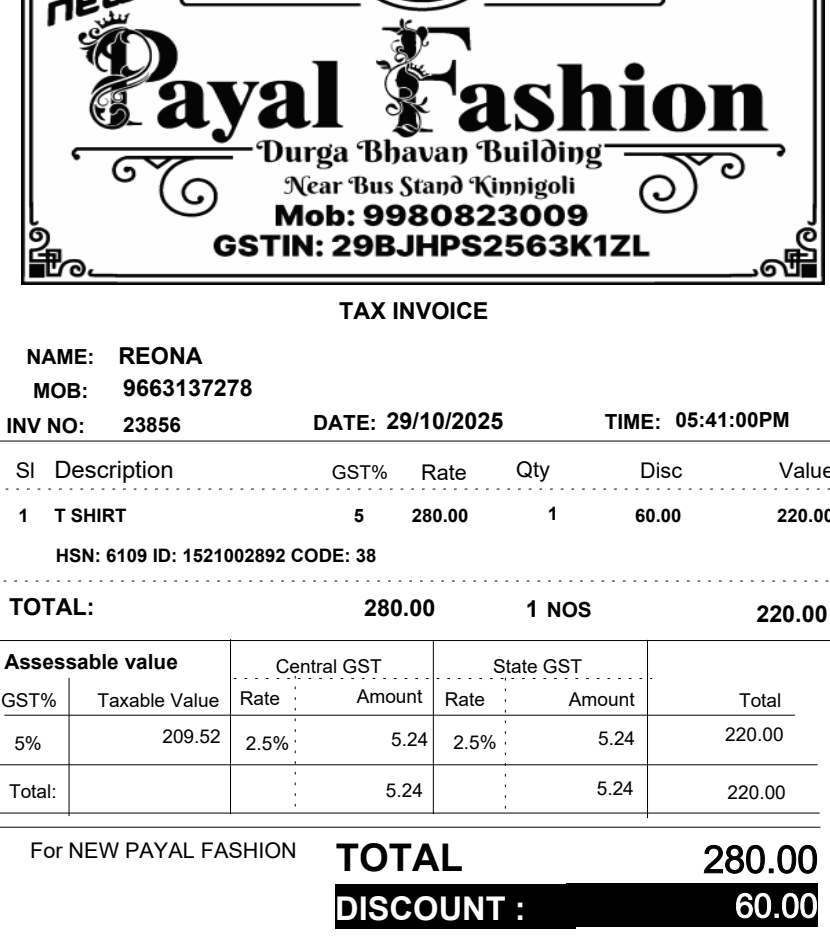 new
Payal Fashion
Durga Bhavan Building
Near Bus Stand Kinnigoli
Mob: 9980823009
GSTIN: 29BJHPS2563K1ZL
TAX INVOICE
NAME: REONA
MOB: 9663137278
INV NO: 23856 DATE: 29/10/2025 TIME: 05:41:00PM
Sl Description GST% Rate Qty Disc Value
1 T SHIRT 5 280.00 1 60.00 220.00
HSN: 6109 ID: 1521002892 CODE: 38
TOTAL: 280.00 1 NOS 220.00
Assessable value Central GST State GST
GST% Taxable Value Rate Amount Rate Amount Total
5% 209.52 2.5% 5.24 2.5% 5.24 220.00
Total: 5.24 5.24 220.00
For NEW PAYAL FASHION TOTAL 280.00
DISCOUNT : 60.00